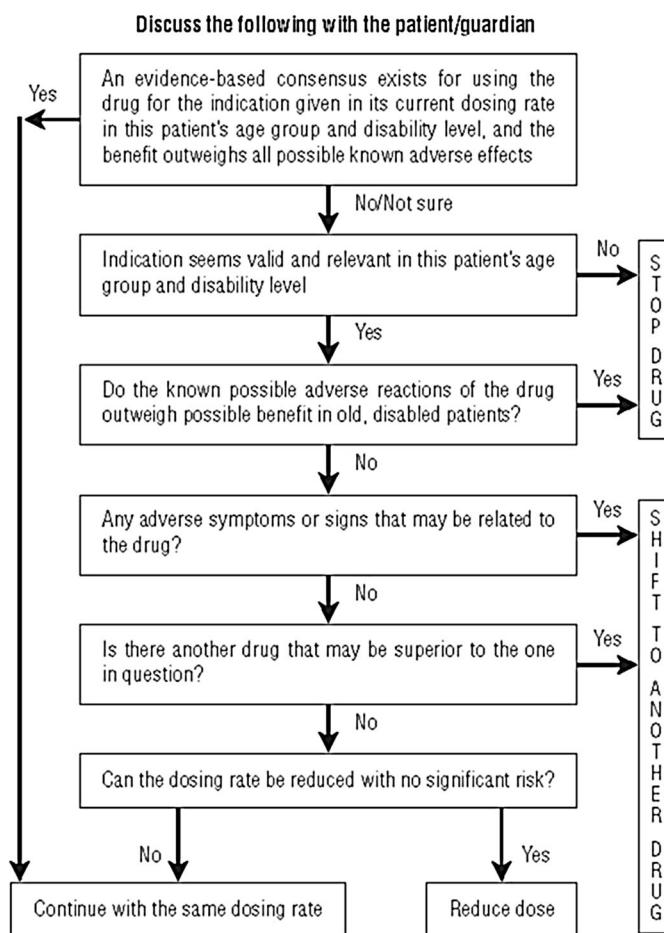 Discuss the following with the patient/guardian
An evidence-based consensus exists for using the
drug for the indication given in its current dosing rate
in this patient's age group and disability level, and the
benefit outweighs all possible known adverse effects
Yes
No/Not sure
Indication seems valid and relevant in this patient's age
group and disability level
No
Yes
Do the known possible adverse reactions of the drug
outweigh possible benefit in old, disabled patients?
Yes
STOP DRUG
No
Any adverse symptoms or signs that may be related to
the drug?
Yes
No
Is there another drug that may be superior to the one
in question?
Yes
SHIFT TO ANOTHER DRUG
No
Can the dosing rate be reduced with no significant risk?
No
Yes
Continue with the same dosing rate
Reduce dose